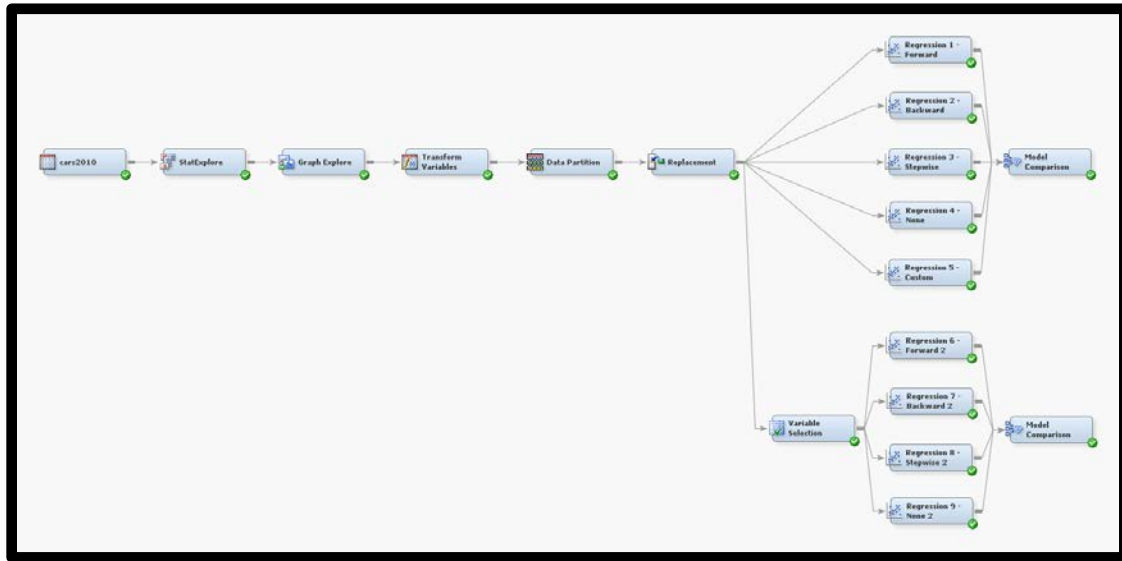 cars2010
StatExplore
Graph Explore
Transform
Variables
Data Partition
Replacement
Regression 1 -
Forward
Regression 2 -
Backward
Regression 3 -
Stepwise
Regression 4 -
None
Regression 5 -
Custom
Model
Comparison
Variable
Selection
Regression 6 -
Forward 2
Regression 7 -
Backward 2
Regression 8 -
Stepwise 2
Regression 9 -
None 2
Model
Comparison